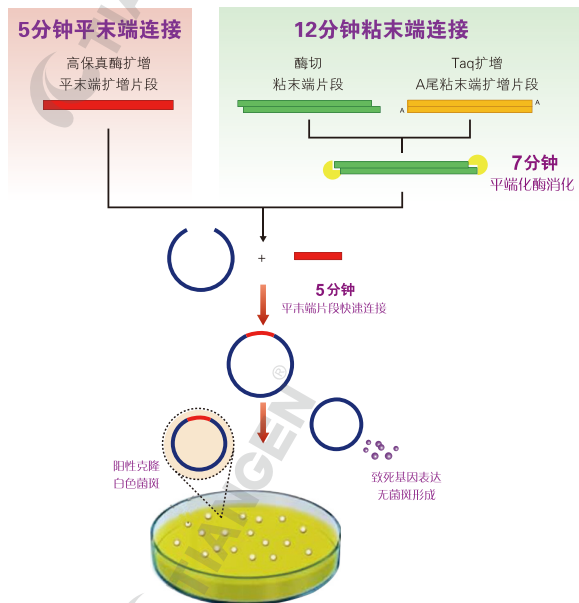 5分钟平末端连接
高保真酶扩增
平末端扩增片段
12分钟粘末端连接
酶切
粘末端片段
Taq扩增
A尾粘末端扩增片段
A
A
7分钟
平端化酶消化
+
5分钟
平末端片段快速连接
阳性克隆
白色菌斑
致死基因表达
无菌斑形成
TIANGEN
®
TIANGEN
TIANGEN